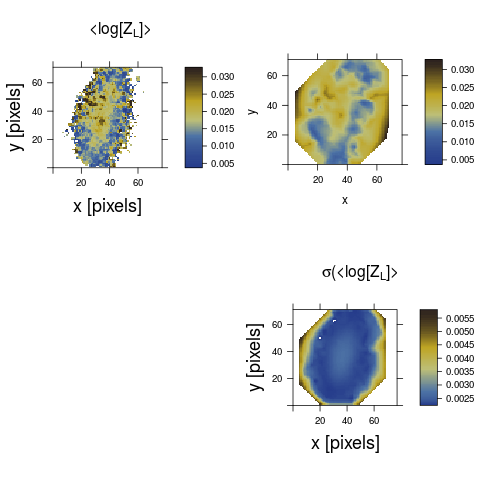 <log[Z_L]>
60
40
20
20 40 60
y [pixels]
x [pixels]
0.030
0.025
0.020
0.015
0.010
0.005
60
40
20
20 40 60
y
x
0.030
0.025
0.020
0.015
0.010
0.005
σ(<log[Z_L]>
60
40
20
20 40 60
y [pixels]
x [pixels]
0.0055
0.0050
0.0045
0.0040
0.0035
0.0030
0.0025